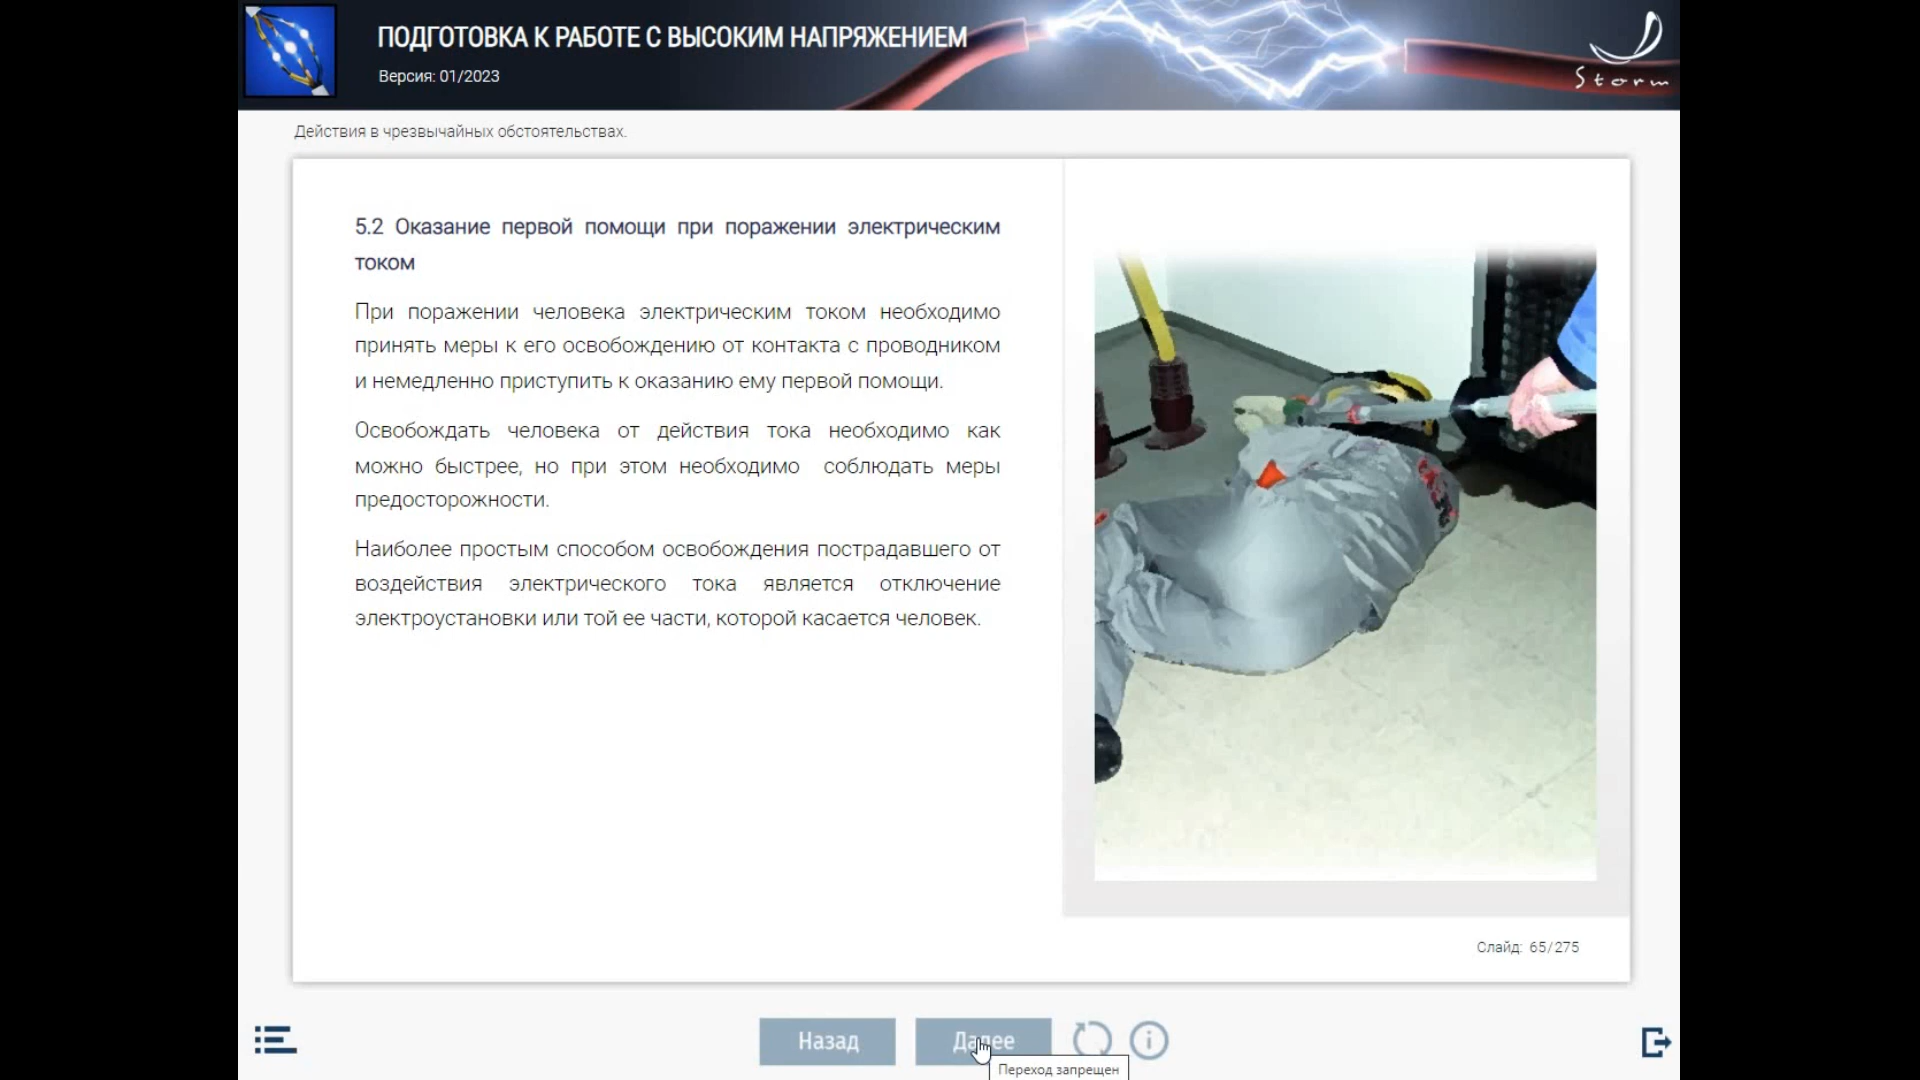 ПОДГОТОВКА К РАБОТЕ С ВЫСОКИМ НАПРЯЖЕНИЕМ
Версия: 01/2023
Storm
Действия в чрезвычайных обстоятельствах.
5.2 Оказание первой помощи при поражении электрическим
током
При поражении человека электрическим током необходимо
принять меры к его освобождению от контакта с проводником
и немедленно приступить к оказанию ему первой помощи.
Освобождать человека от действия тока необходимо как
можно быстрее, но при этом необходимо соблюдать меры
предосторожности.
Наиболее простым способом освобождения пострадавшего от
воздействия электрического тока является отключение
электроустановки или той ее части, которой касается человек.
Слайд: 65/275
Назад
Далее
Переход запрещен